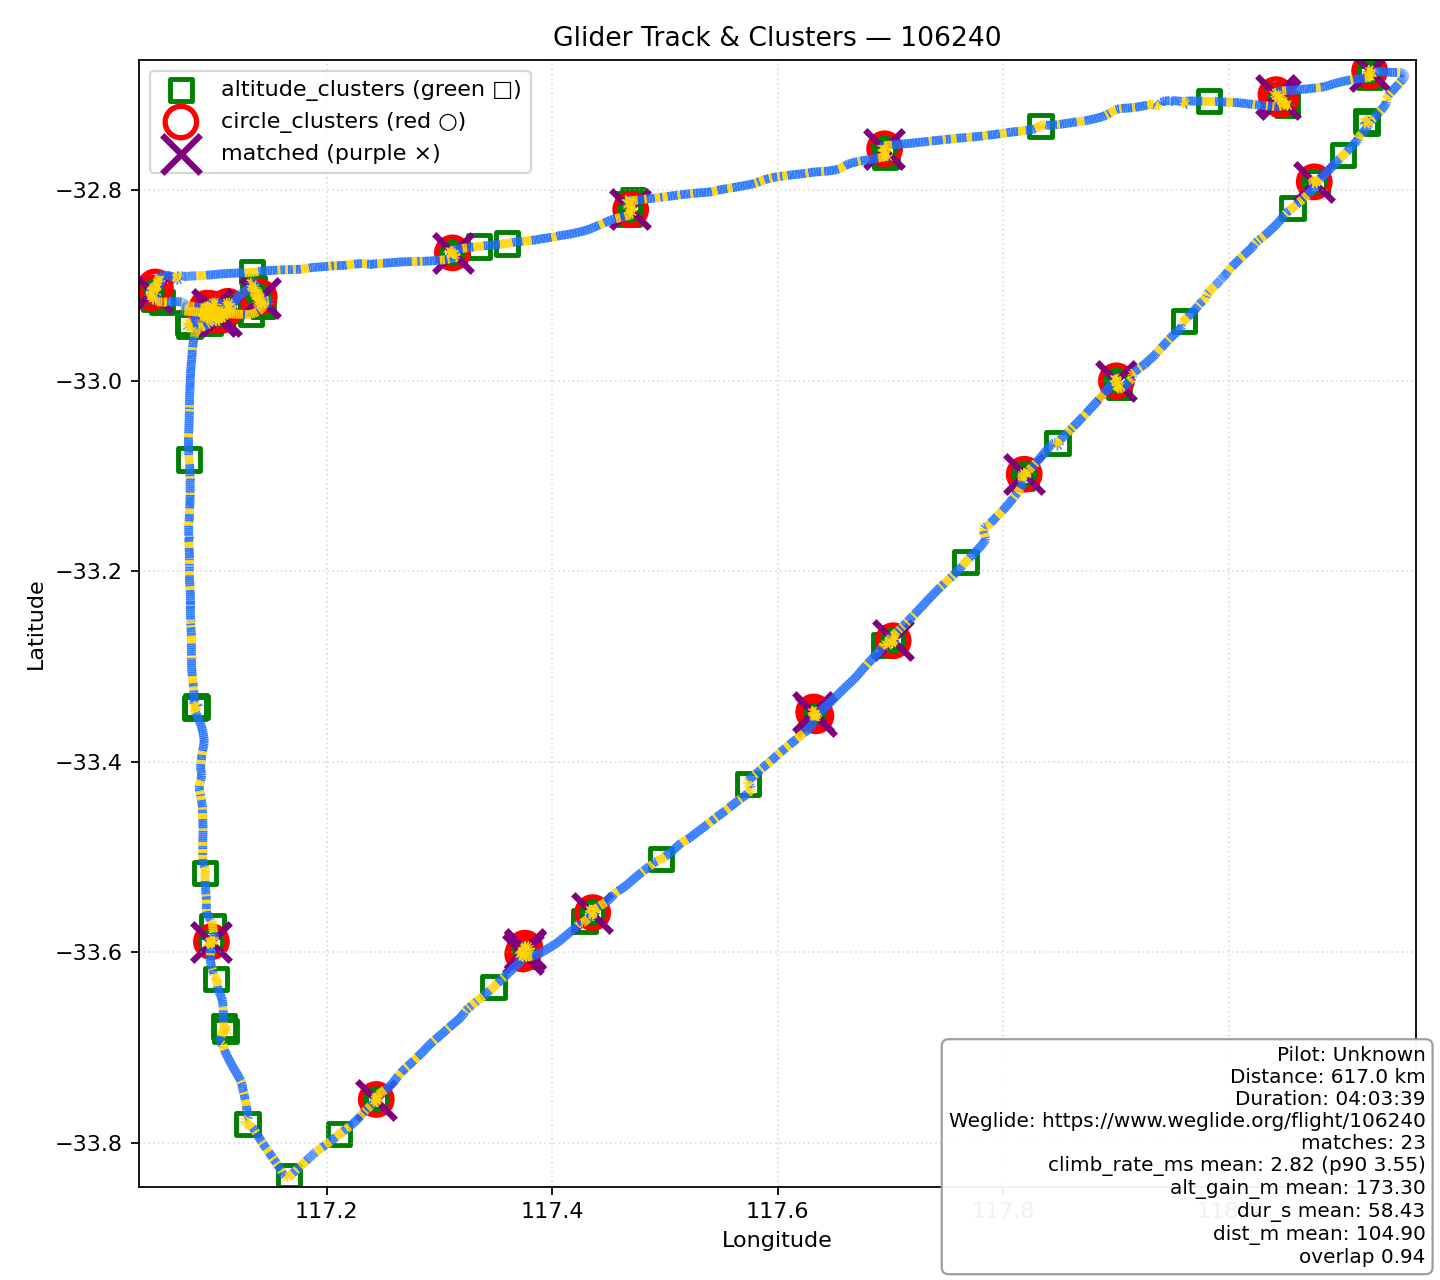 Glider Track & Clusters — 106240
altitude_clusters (green □)
circle_clusters (red ○)
matched (purple ×)
−32.8
−33.0
−33.2
−33.4
−33.6
−33.8
Latitude
117.2
117.4
117.6
117.8
Longitude
Pilot: Unknown
Distance: 617.0 km
Duration: 04:03:39
Weglide: https://www.weglide.org/flight/106240
matches: 23
climb_rate_ms mean: 2.82 (p90 3.55)
alt_gain_m mean: 173.30
dur_s mean: 58.43
dist_m mean: 104.90
overlap 0.94